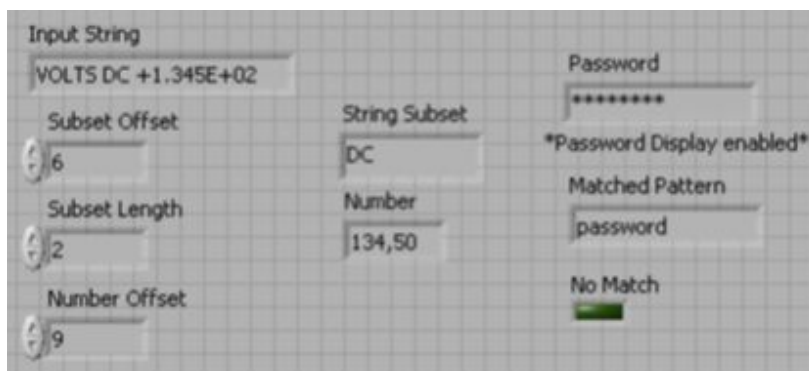 Input String
VOLTS DC +1.345E+02
Subset Offset
6
Subset Length
2
Number Offset
9
String Subset
DC
Number
134,50
Password
********
*Password Display enabled*
Matched Pattern
password
No Match